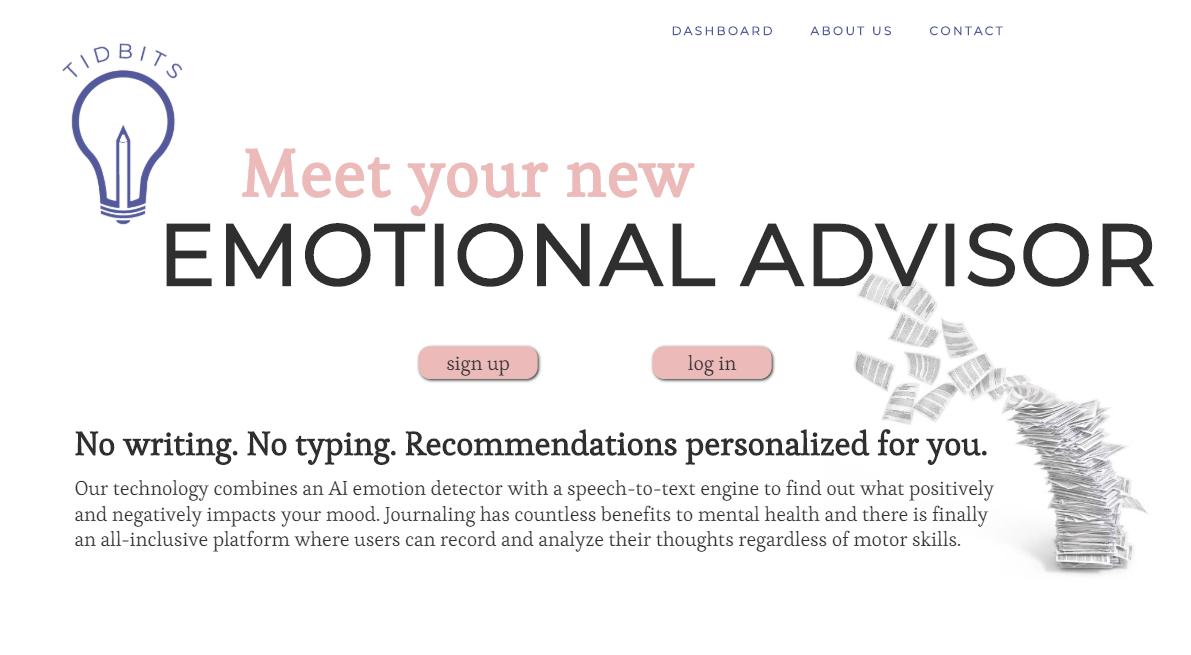 DASHBOARD ABOUT US CONTACT
TIDBITS
Meet your new
EMOTIONAL ADVISOR
sign up log in
No writing. No typing. Recommendations personalized for you.
Our technology combines an AI emotion detector with a speech-to-text engine to find out what positively
and negatively impacts your mood. Journaling has countless benefits to mental health and there is finally
an all-inclusive platform where users can record and analyze their thoughts regardless of motor skills.